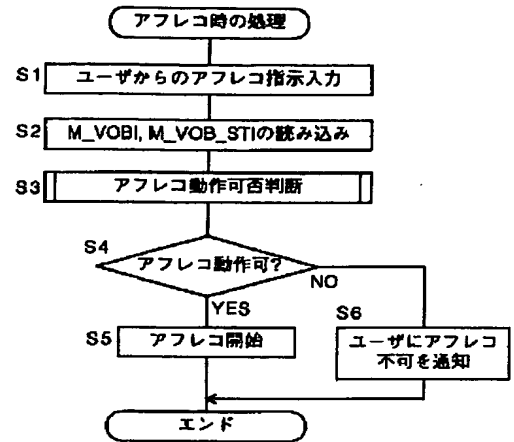 アフレコ時の処理
S1
ユーザからのアフレコ指示入力
S2
M_VOBI, M_VOB_STIの読み込み
S3
アフレコ動作可否判断
S4
アフレコ動作可?
NO
YES
S5
アフレコ開始
S6
ユーザにアフレコ
不可を通知
エンド